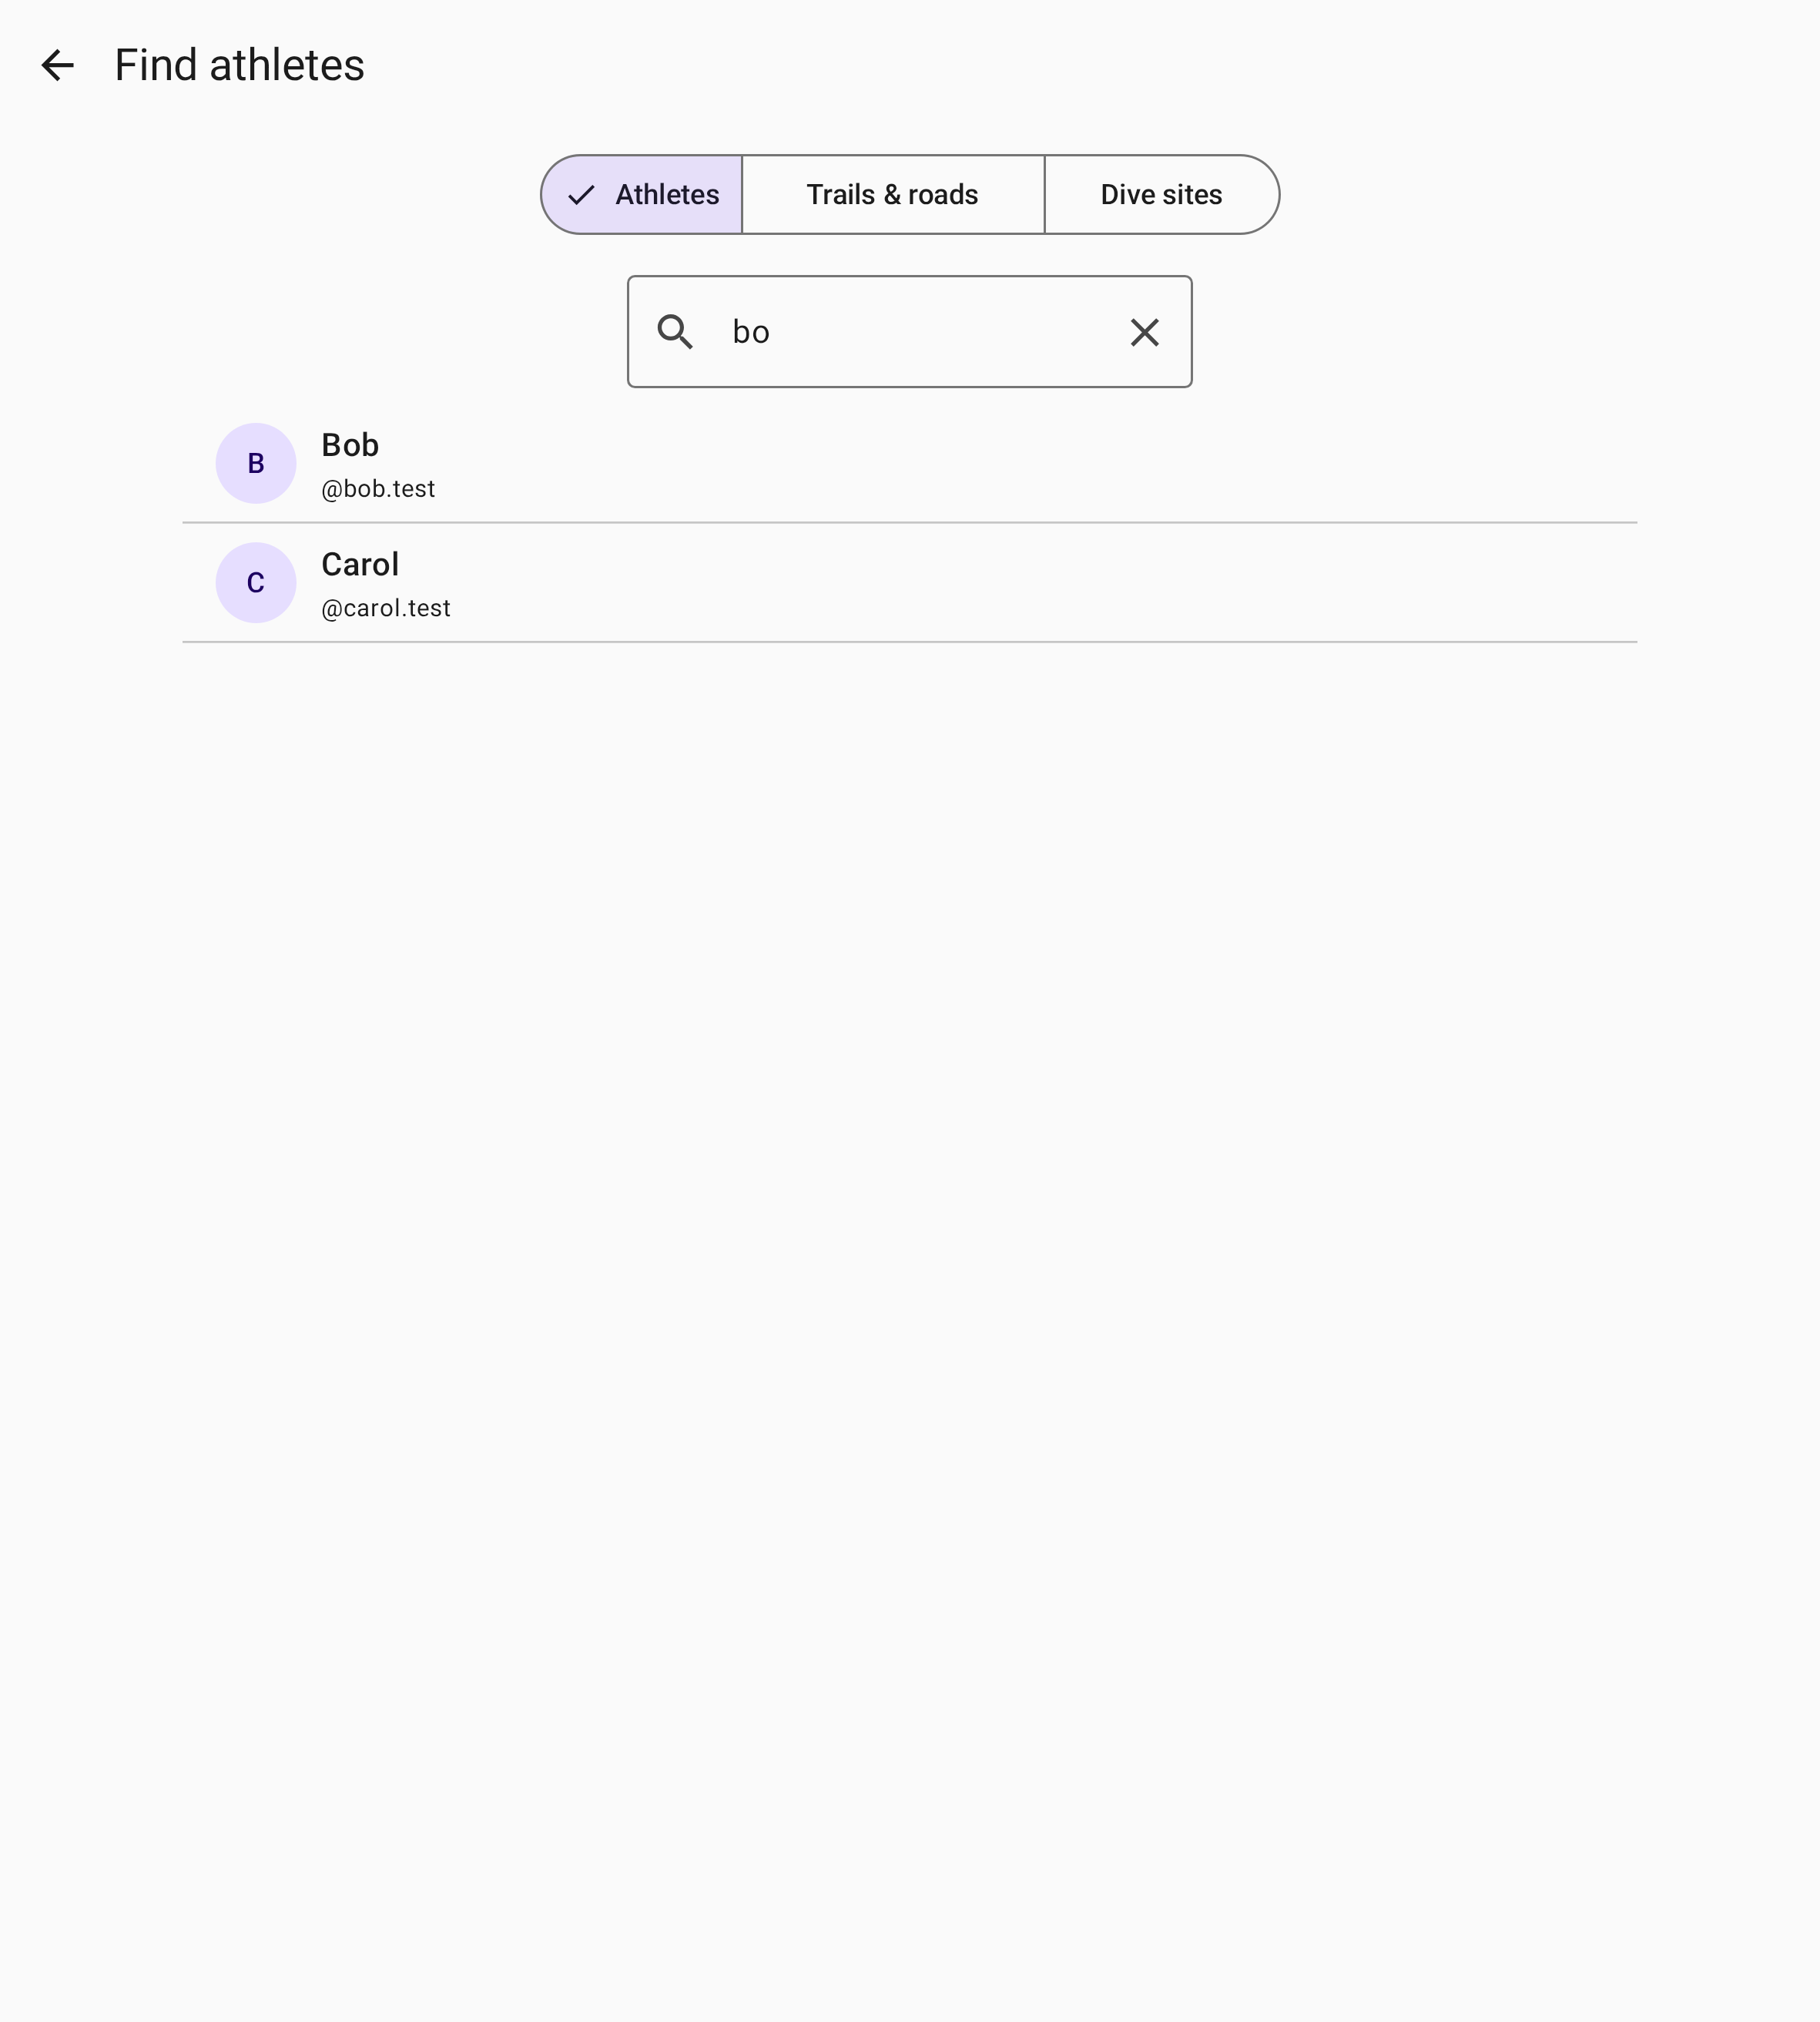 Find athletes
Athletes
Trails & roads
Dive sites
bo
B
Bob
@bob.test
C
Carol
@carol.test